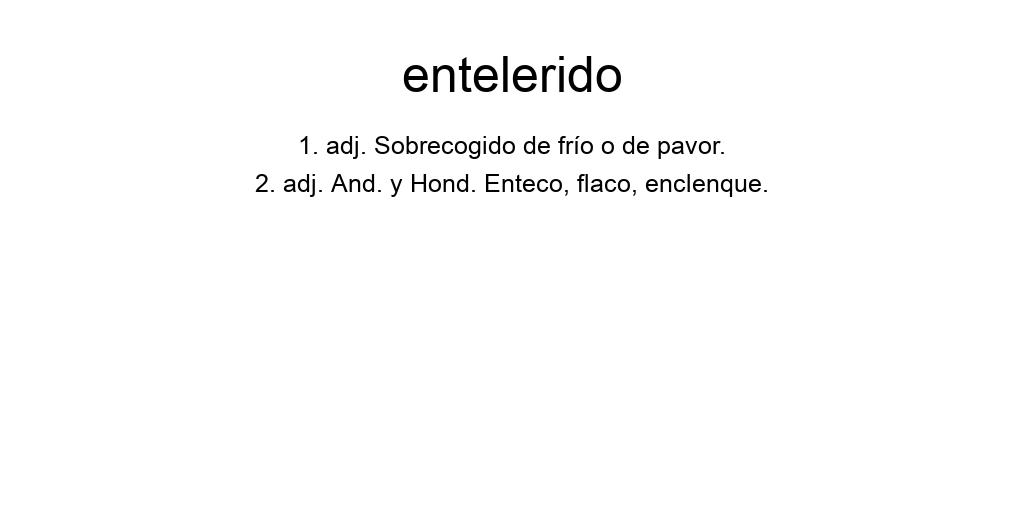 entelerido
1. adj. Sobrecogido de frío o de pavor.
2. adj. And. y Hond. Enteco, flaco, enclenque.